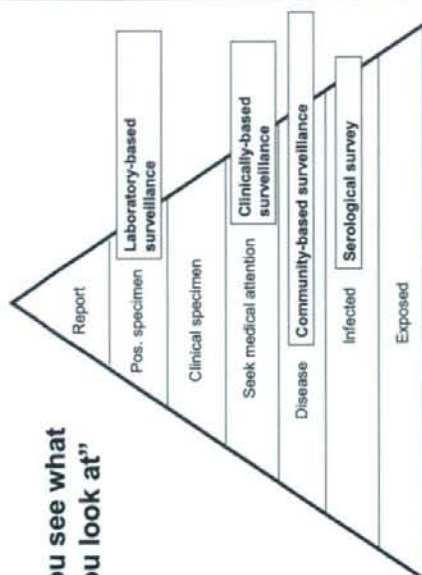 ou see what
ou look at”
Report
Pos. specimen
Laboratory-based
surveillance
Clinical specimen
Seek medical attention
Clinically-based
surveillance
Disease
Community-based surveillance
Infected
Serological survey
Exposed